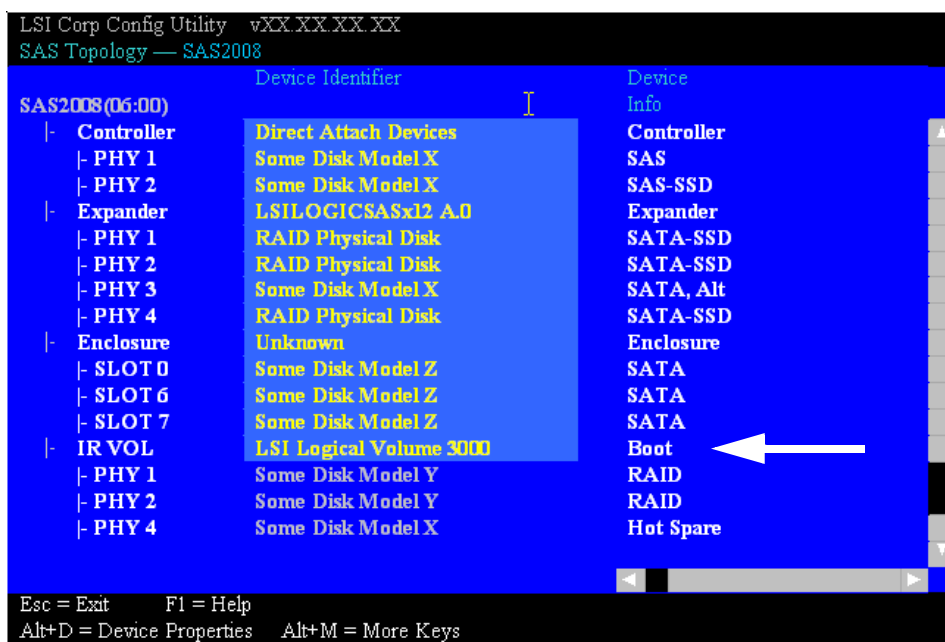 LSI Corp Config Utility vXX.XX.XX.XX
SAS Topology — SAS2008
Device Identifier Device
SAS2008(06:00) Info
|- Controller Direct Attach Devices Controller
|- PHY 1 Some Disk Model X SAS
|- PHY 2 Some Disk Model X SAS-SSD
|- Expander LSILOGICSASx12 A.0 Expander
|- PHY 1 RAID Physical Disk SATA-SSD
|- PHY 2 RAID Physical Disk SATA-SSD
|- PHY 3 Some Disk Model X SATA, Alt
|- PHY 4 RAID Physical Disk SATA-SSD
|- Enclosure Unknown Enclosure
|- SLOT 0 Some Disk Model Z SATA
|- SLOT 6 Some Disk Model Z SATA
|- SLOT 7 Some Disk Model Z SATA
|- IR VOL LSI Logical Volume 3000 Boot
|- PHY 1 Some Disk Model Y RAID
|- PHY 2 Some Disk Model Y RAID
|- PHY 4 Some Disk Model X Hot Spare
Esc = Exit F1 = Help
Alt+D = Device Properties Alt+M = More Keys